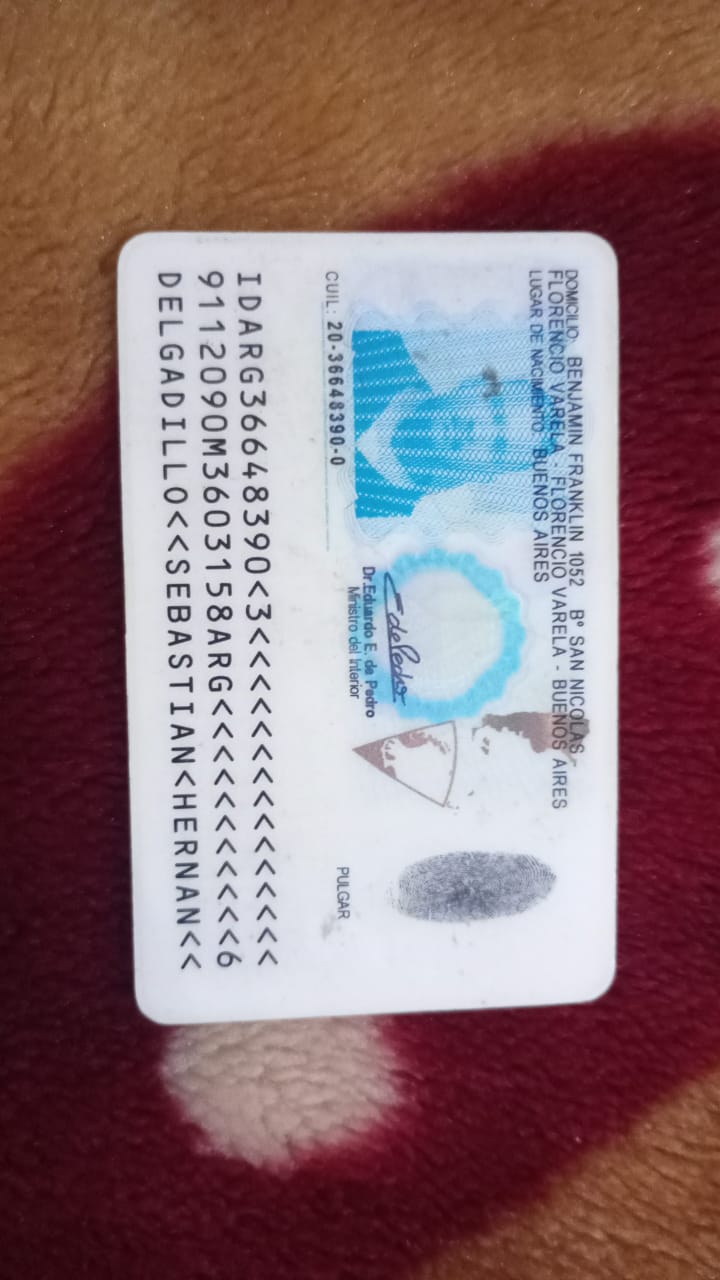 DOMICILIO: BENJAMIN FRANKLIN 1052 Bº SAN NICOLAS -
FLORENCIO VARELA - FLORENCIO VARELA - BUENOS AIRES
LUGAR DE NACIMIENTO: BUENOS AIRES
Dr. Eduardo E. de Pedro
Ministro del Interior
PULGAR
CUIL: 20-36648390-0
IDARG36648390<3<<<<<<<<<<<<<<<
9112090M3603158ARG<<<<<<<<<<<6
DELGADILLO<<SEBASTIAN<HERNAN<<